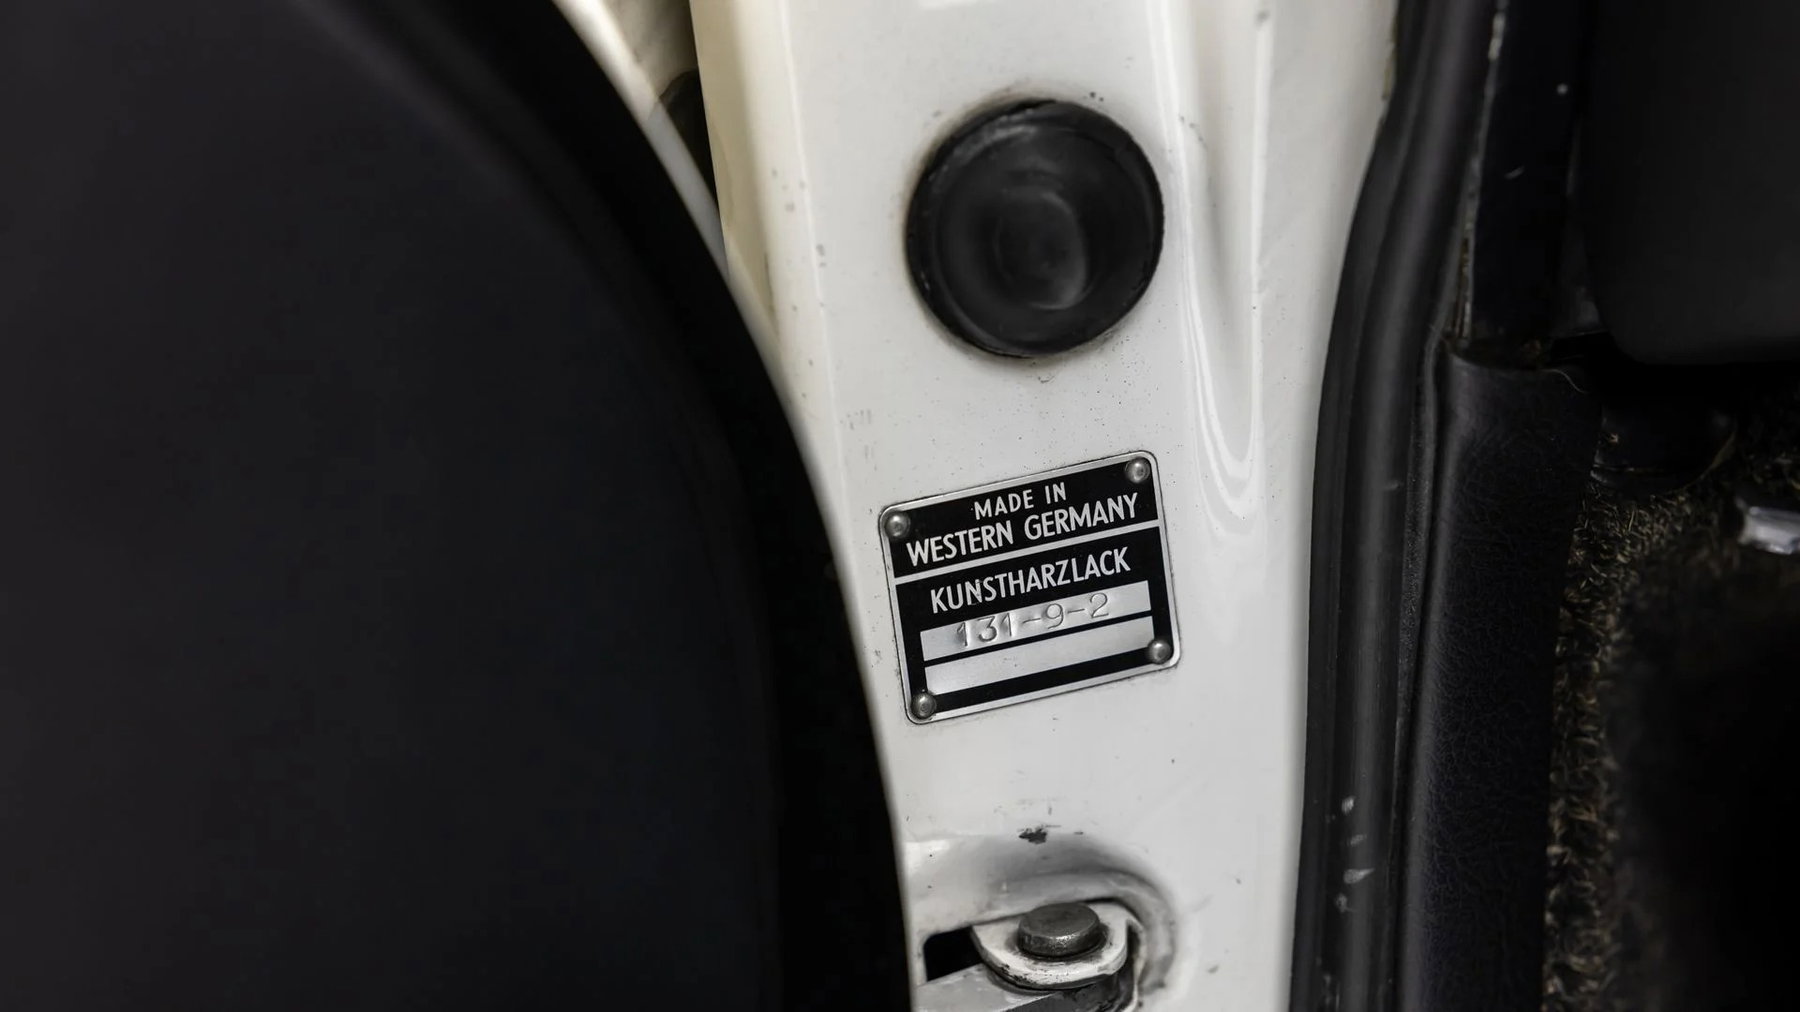 MADE IN
WESTERN GERMANY
KUNSTHARZLACK
131-9-2